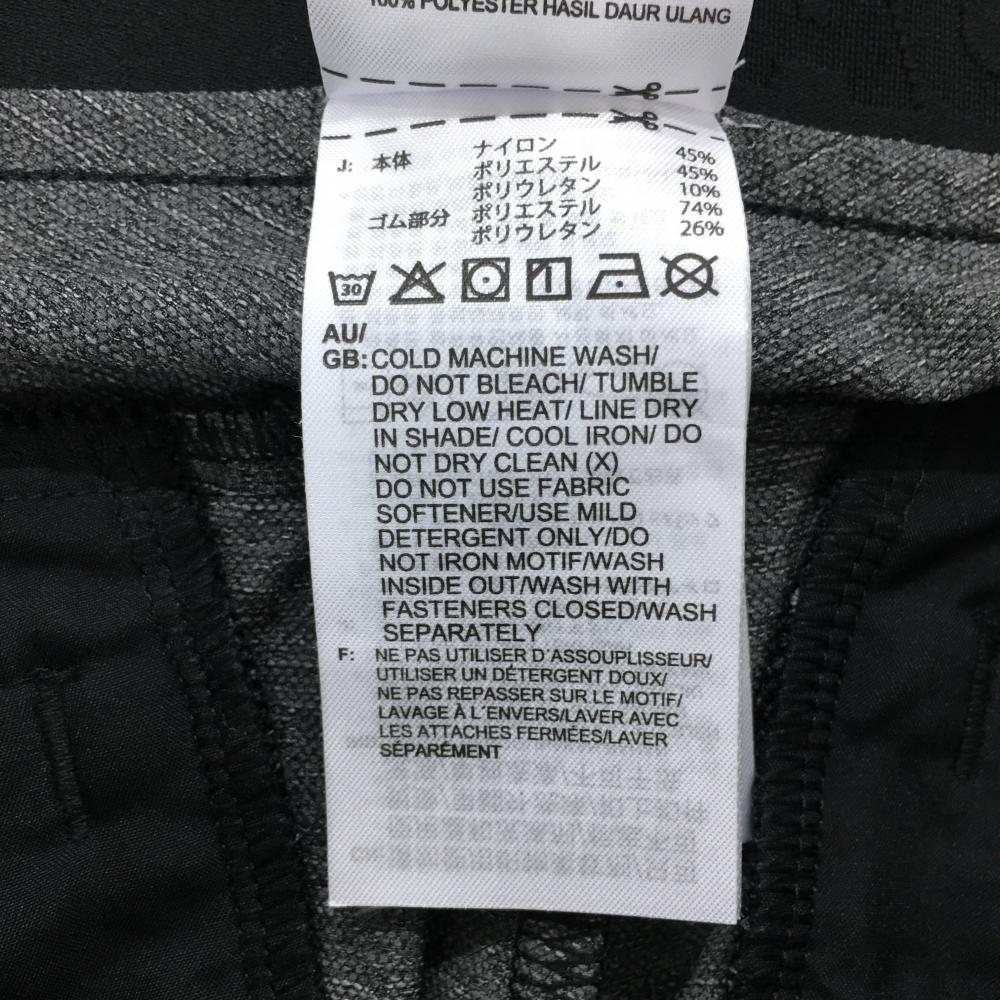 100% POLYESTER HASIL DAUR ULANG
J: 本体 ナイロン 45%
ポリエステル 45%
ポリウレタン 10%
ゴム部分 ポリエステル 74%
ポリウレタン 26%
30
AU/
GB: COLD MACHINE WASH/
DO NOT BLEACH/ TUMBLE
DRY LOW HEAT/ LINE DRY
IN SHADE/ COOL IRON/ DO
NOT DRY CLEAN (X)
DO NOT USE FABRIC
SOFTENER/USE MILD
DETERGENT ONLY/DO
NOT IRON MOTIF/WASH
INSIDE OUT/WASH WITH
FASTENERS CLOSED/WASH
SEPARATELY
F: NE PAS UTILISER D´ASSOUPLISSEUR/
UTILISER UN DÉTERGENT DOUX/
NE PAS REPASSER SUR LE MOTIF/
LAVAGE À L´ENVERS/LAVER AVEC
LES ATTACHES FERMÉES/LAVER
SÉPARÉMENT